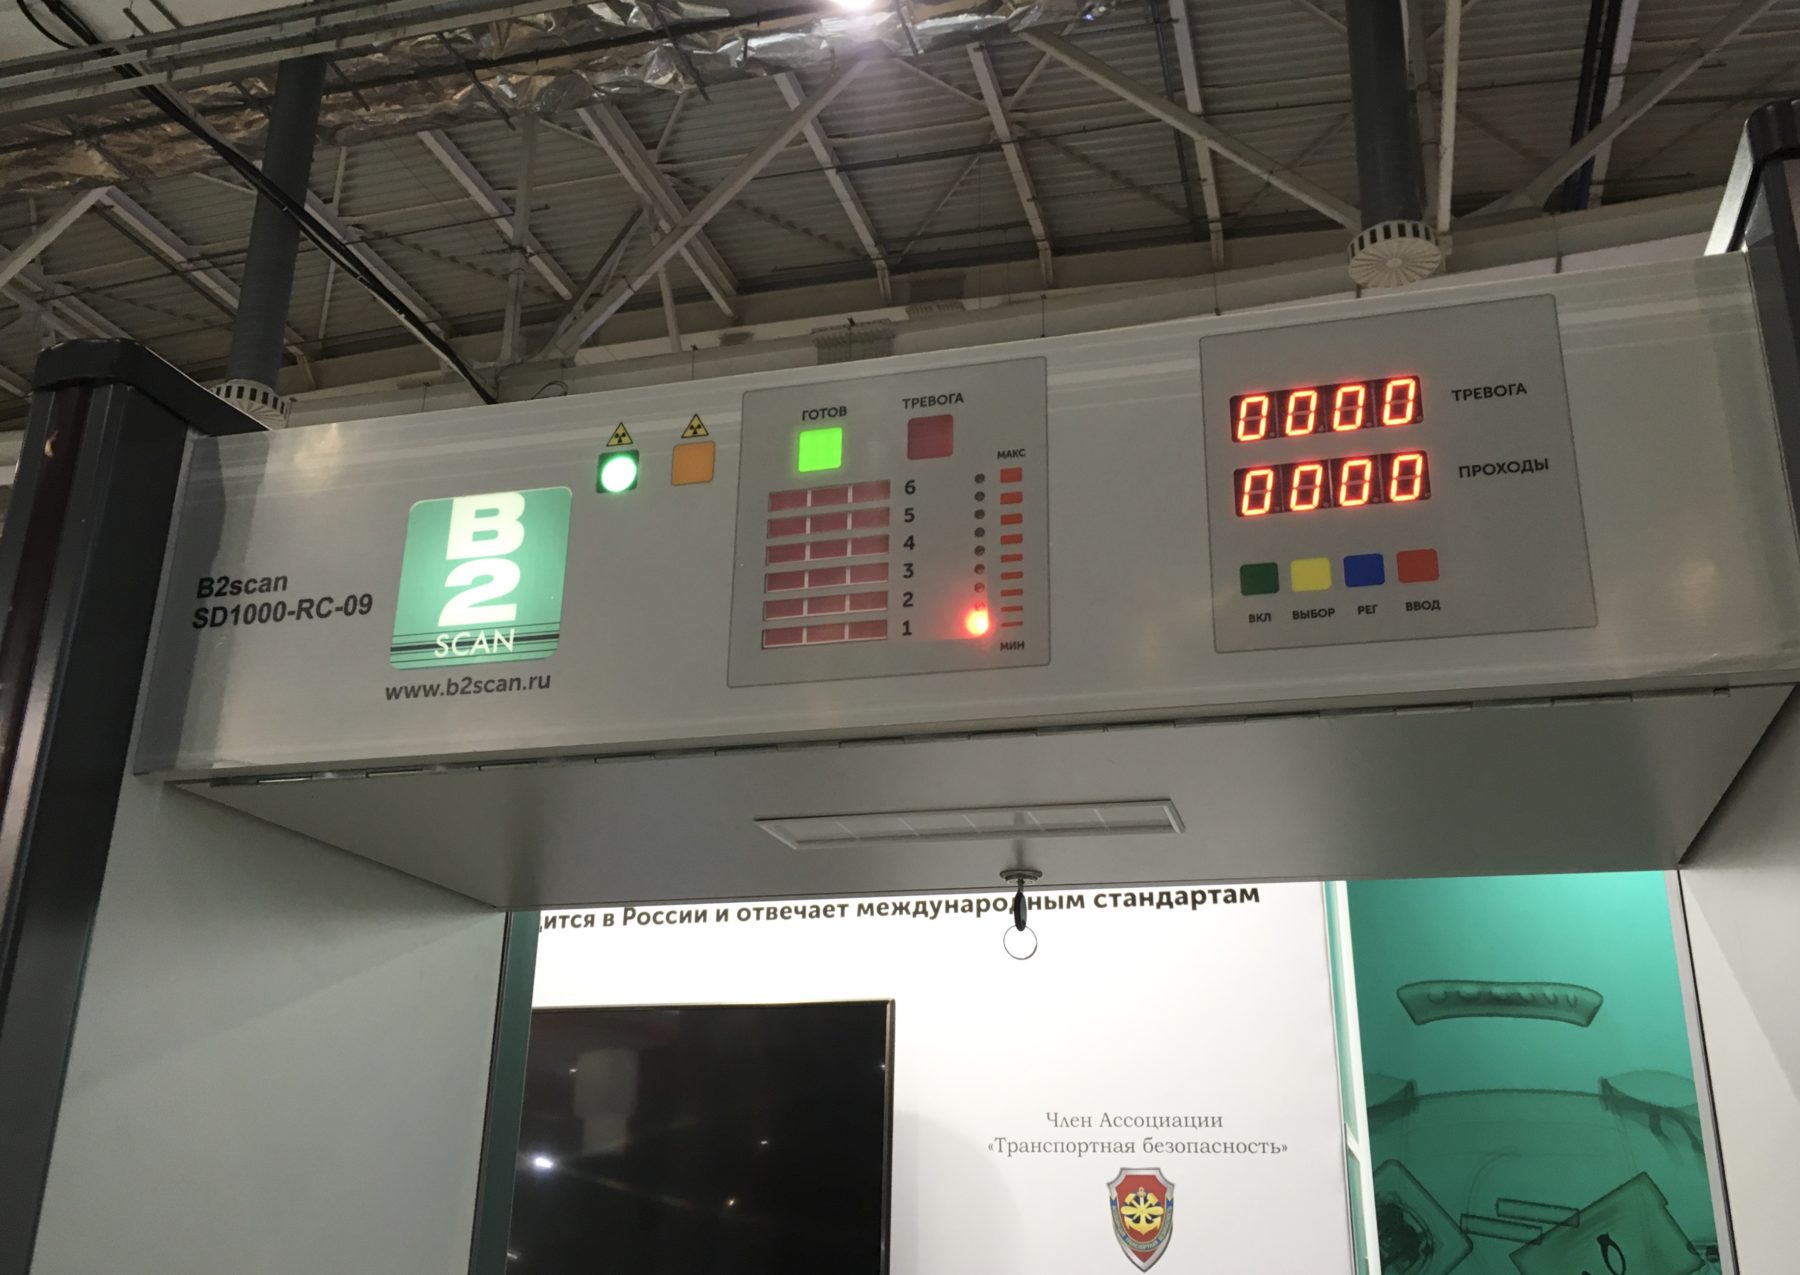 ГОТОВ
ТРЕВОГА
МАКС
6
5
4
3
2
1
МИН
0000 ТРЕВОГА
0000 ПРОХОДЫ
ВКЛ ВЫБОР РЕГ ВВОД
B2scan
SD1000-RC-09
B
2
SCAN
www.b2scan.ru
в России и отвечает международным стандартам
Член Ассоциации
«Транспортная безопасность»